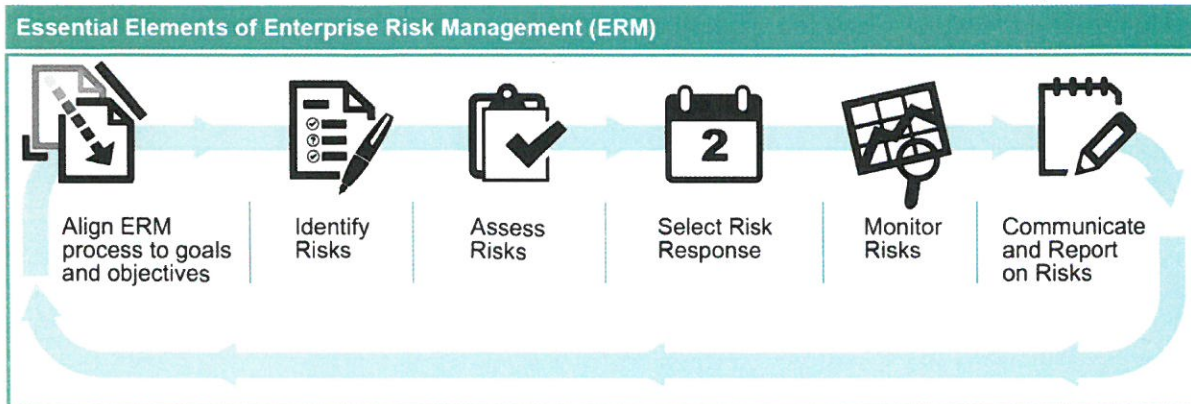 Essential Elements of Enterprise Risk Management (ERM)
2
Align ERM
process to goals
and objectives
Identify
Risks
Assess
Risks
Select Risk
Response
Monitor
Risks
Communicate
and Report
on Risks